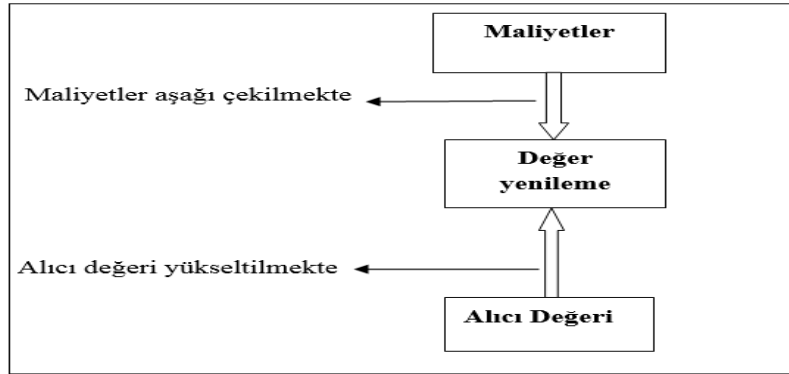 Maliyetler
Maliyetler aşağı çekilmekte
Değer
yenileme
Alıcı değeri yükseltilmekte
Alıcı Değeri